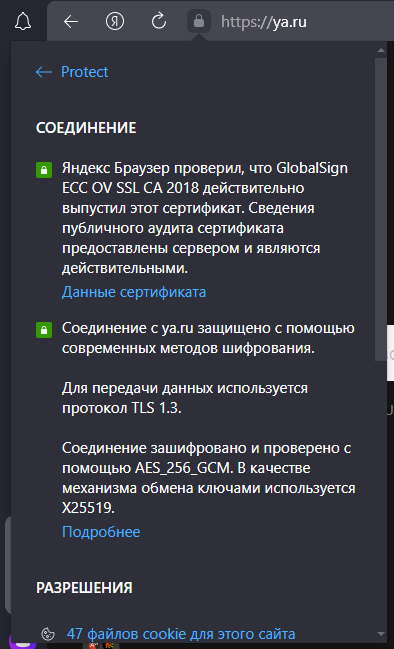 https://ya.ru
Protect
СОЕДИНЕНИЕ
Яндекс Браузер проверил, что GlobalSign
ECC OV SSL CA 2018 действительно
выпустил этот сертификат. Сведения
публичного аудита сертификата
предоставлены сервером и являются
действительными.
Данные сертификата
Соединение с ya.ru защищено с помощью
современных методов шифрования.
Для передачи данных используется
протокол TLS 1.3.
Соединение зашифровано и проверено с
помощью AES_256_GCM. В качестве
механизма обмена ключами используется
X25519.
Подробнее
РАЗРЕШЕНИЯ
47 файлов cookie для этого сайта